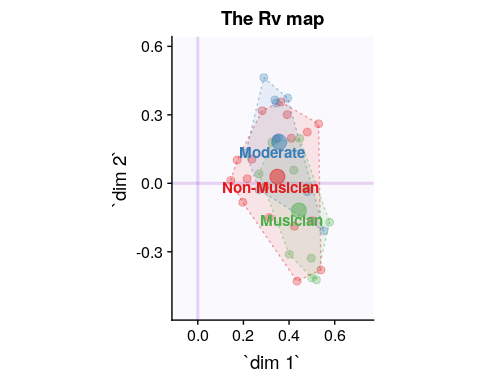 The Rv map
0.6
0.3
0.0
-0.3
`dim 2`
Moderate
Non-Musician
Musician
0.0 0.2 0.4 0.6
`dim 1`